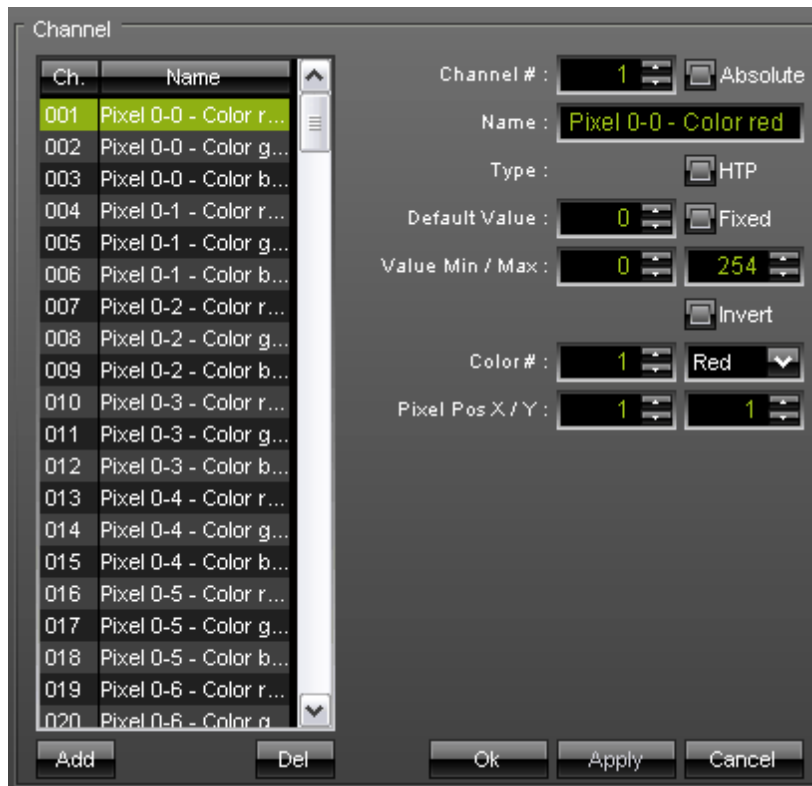 Channel
Ch. Name
001 Pixel 0-0 - Color r...
002 Pixel 0-0 - Color g...
003 Pixel 0-0 - Color b...
004 Pixel 0-1 - Color r...
005 Pixel 0-1 - Color g...
006 Pixel 0-1 - Color b...
007 Pixel 0-2 - Color r...
008 Pixel 0-2 - Color g...
009 Pixel 0-2 - Color b...
010 Pixel 0-3 - Color r...
011 Pixel 0-3 - Color g...
012 Pixel 0-3 - Color b...
013 Pixel 0-4 - Color r...
014 Pixel 0-4 - Color g...
015 Pixel 0-4 - Color b...
016 Pixel 0-5 - Color r...
017 Pixel 0-5 - Color g...
018 Pixel 0-5 - Color b...
019 Pixel 0-6 - Color r...
020 Pixel 0-6 - Color g
Add Del
Channel # : 1 Absolute
Name : Pixel 0-0 - Color red
Type : HTP
Default Value : 0 Fixed
Value Min / Max : 0 254
Invert
Color # : 1 Red
Pixel Pos X / Y : 1 1
Ok Apply Cancel